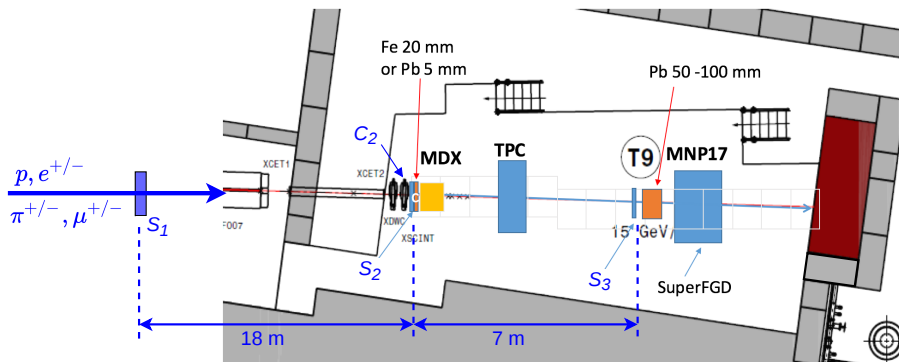 Fe 20 mm
or Pb 5 mm
Pb 50 -100 mm
C2
MDX
TPC
T9
MNP17
XCET1
XCET2
p, e+/-
π+/-, μ+/-
S1
F007
XDWC
XSCINT
15 GeV/
S2
S3
SuperFGD
18 m
7 m